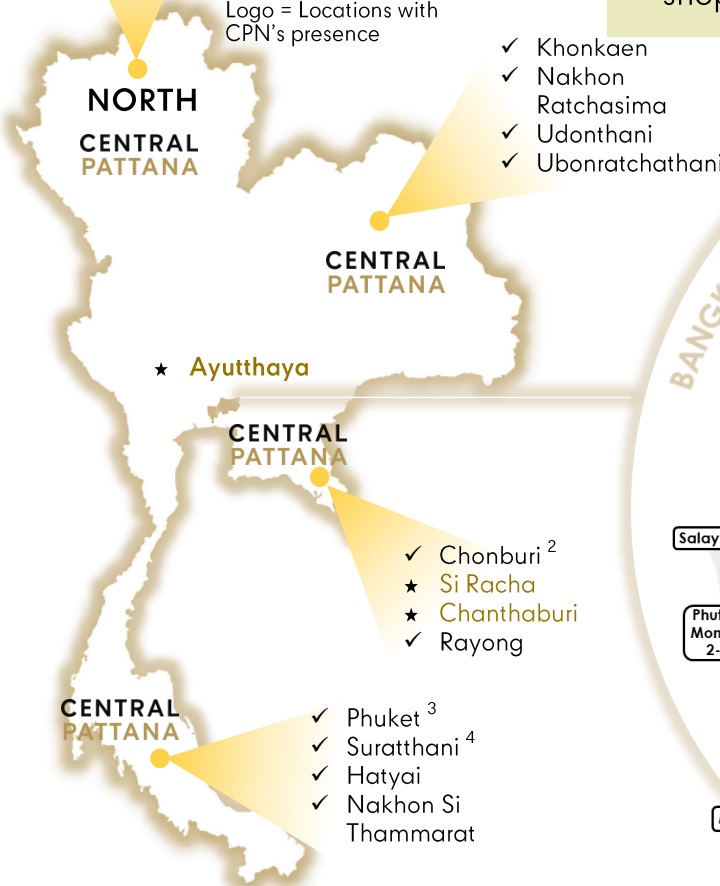 Logo = Locations with
CPN's presence
✓ Khonkaen
✓ Nakhon
Ratchasima
✓ Udonthani
✓ Ubonratchathani
NORTH
CENTRAL
PATTANA
CENTRAL
PATTANA
★ Ayutthaya
CENTRAL
PATTANA
✓ Chonburi 2
★ Si Racha
★ Chanthaburi
✓ Rayong
CENTRAL
PATTANA
✓ Phuket 3
✓ Suratthani 4
✓ Hatyai
✓ Nakhon Si
Thammarat
Salay
2-